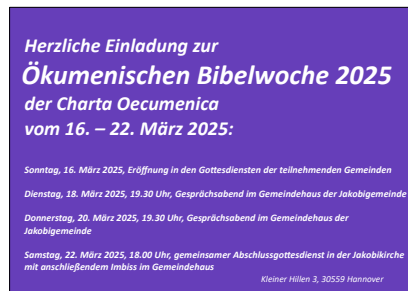 Herzliche Einladung zur
Ökumenischen Bibelwoche 2025
der Charta Oecumenica
vom 16. – 22. März 2025:
Sonntag, 16. März 2025, Eröffnung in den Gottesdiensten der teilnehmenden Gemeinden
Dienstag, 18. März 2025, 19.30 Uhr, Gesprächsabend im Gemeindehaus der Jakobigemeinde
Donnerstag, 20. März 2025, 19.30 Uhr, Gesprächsabend im Gemeindehaus der
Jakobigemeinde
Samstag, 22. März 2025, 18.00 Uhr, gemeinsamer Abschlussgottesdienst in der Jakobikirche
mit anschließendem Imbiss im Gemeindehaus
Kleiner Hillen 3, 30559 Hannover